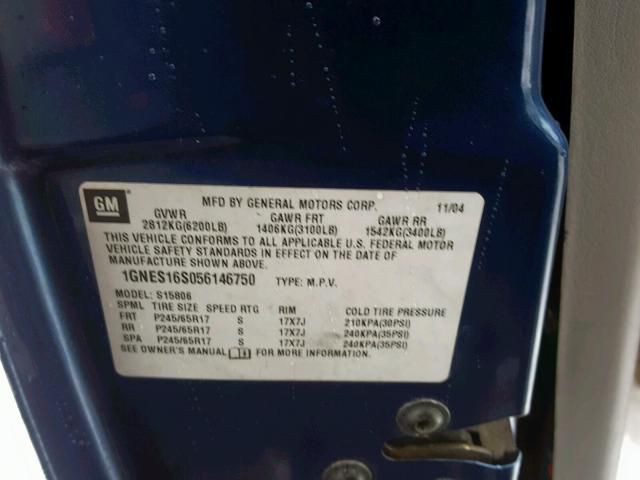 GM MFD BY GENERAL MOTORS CORP. 11/04
GVWR GAWR FRT GAWR RR
2812KG(6200LB) 1406KG(3100LB) 1542KG(3400LB)
THIS VEHICLE CONFORMS TO ALL APPLICABLE U.S. FEDERAL MOTOR
VEHICLE SAFETY STANDARDS IN EFFECT ON THE DATE OF
MANUFACTURE SHOWN ABOVE.
1GNES16S056146750 TYPE: M.P.V.
MODEL: S15806
SPML TIRE SIZE SPEED RTG RIM COLD TIRE PRESSURE
FRT P245/65R17 S 17X7J 210KPA(30PSI)
RR P245/65R17 S 17X7J 240KPA(35PSI)
SPA P245/65R17 S 17X7J 240KPA(35PSI)
SEE OWNER'S MANUAL FOR MORE INFORMATION.